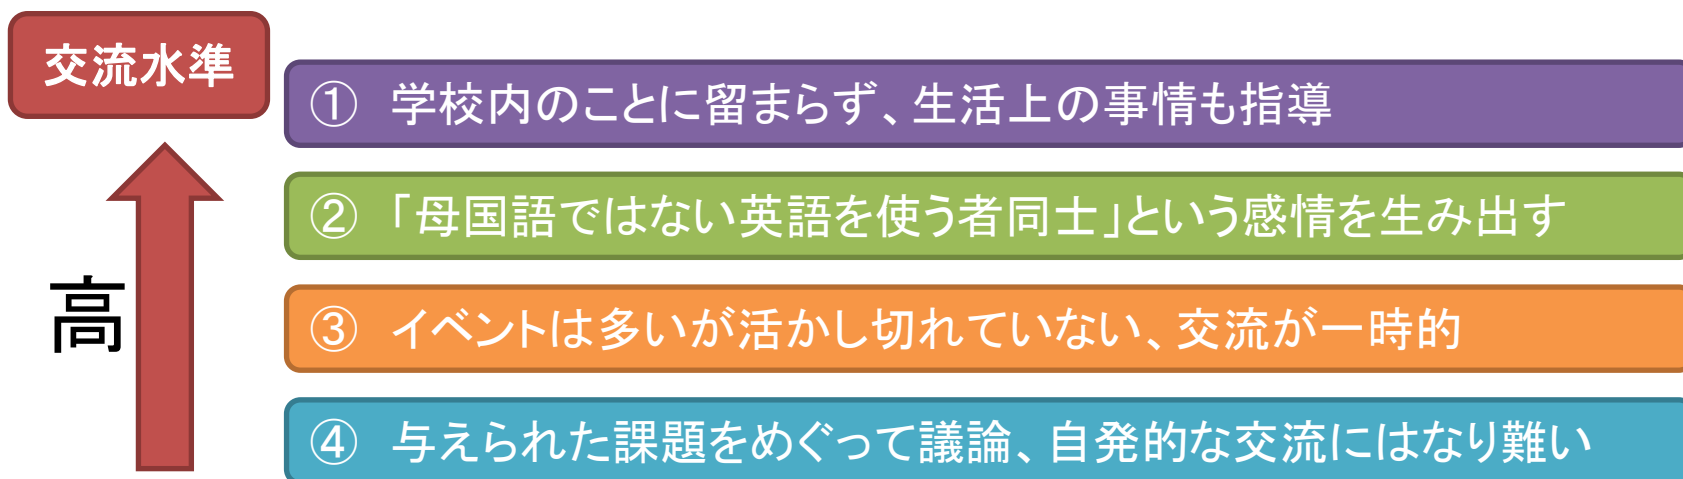 交流水準
① 学校内のことに留まらず、生活上の事情も指導
② 「母国語ではない英語を使う者同士」という感情を生み出す
高
③ イベントは多いが活かし切れていない、交流が一時的
④ 与えられた課題をめぐって議論、自発的な交流にはなり難い